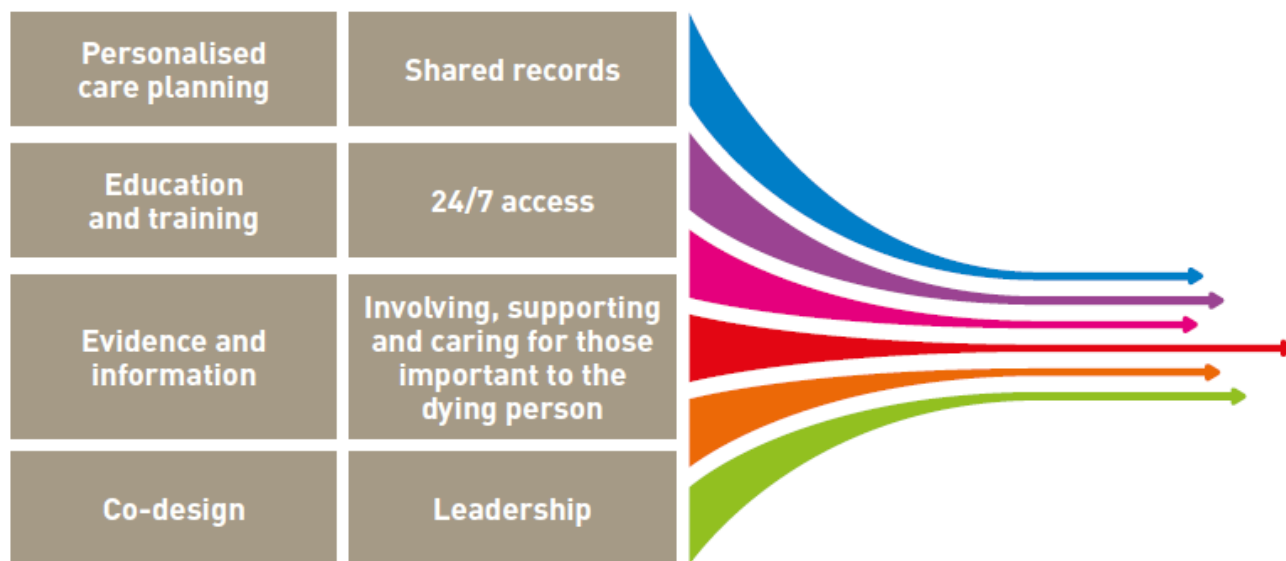 Personalised
care planning
Shared records
Education
and training
24/7 access
Evidence and
information
Involving, supporting
and caring for those
important to the
dying person
Co-design
Leadership